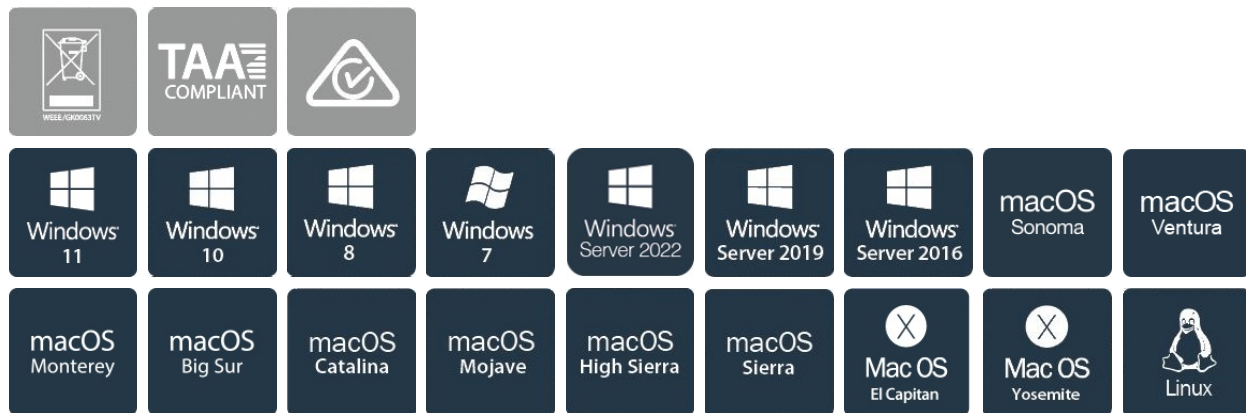 WEEE/GK0063TV
TAA
COMPLIANT
Windows
11
Windows
10
Windows
8
Windows
7
Windows
Server 2022
Windows
Server 2019
Windows
Server 2016
macOS
Sonoma
macOS
Ventura
macOS
Monterey
macOS
Big Sur
macOS
Catalina
macOS
Mojave
macOS
High Sierra
macOS
Sierra
X
Mac OS
El Capitan
X
Mac OS
Yosemite
Linux